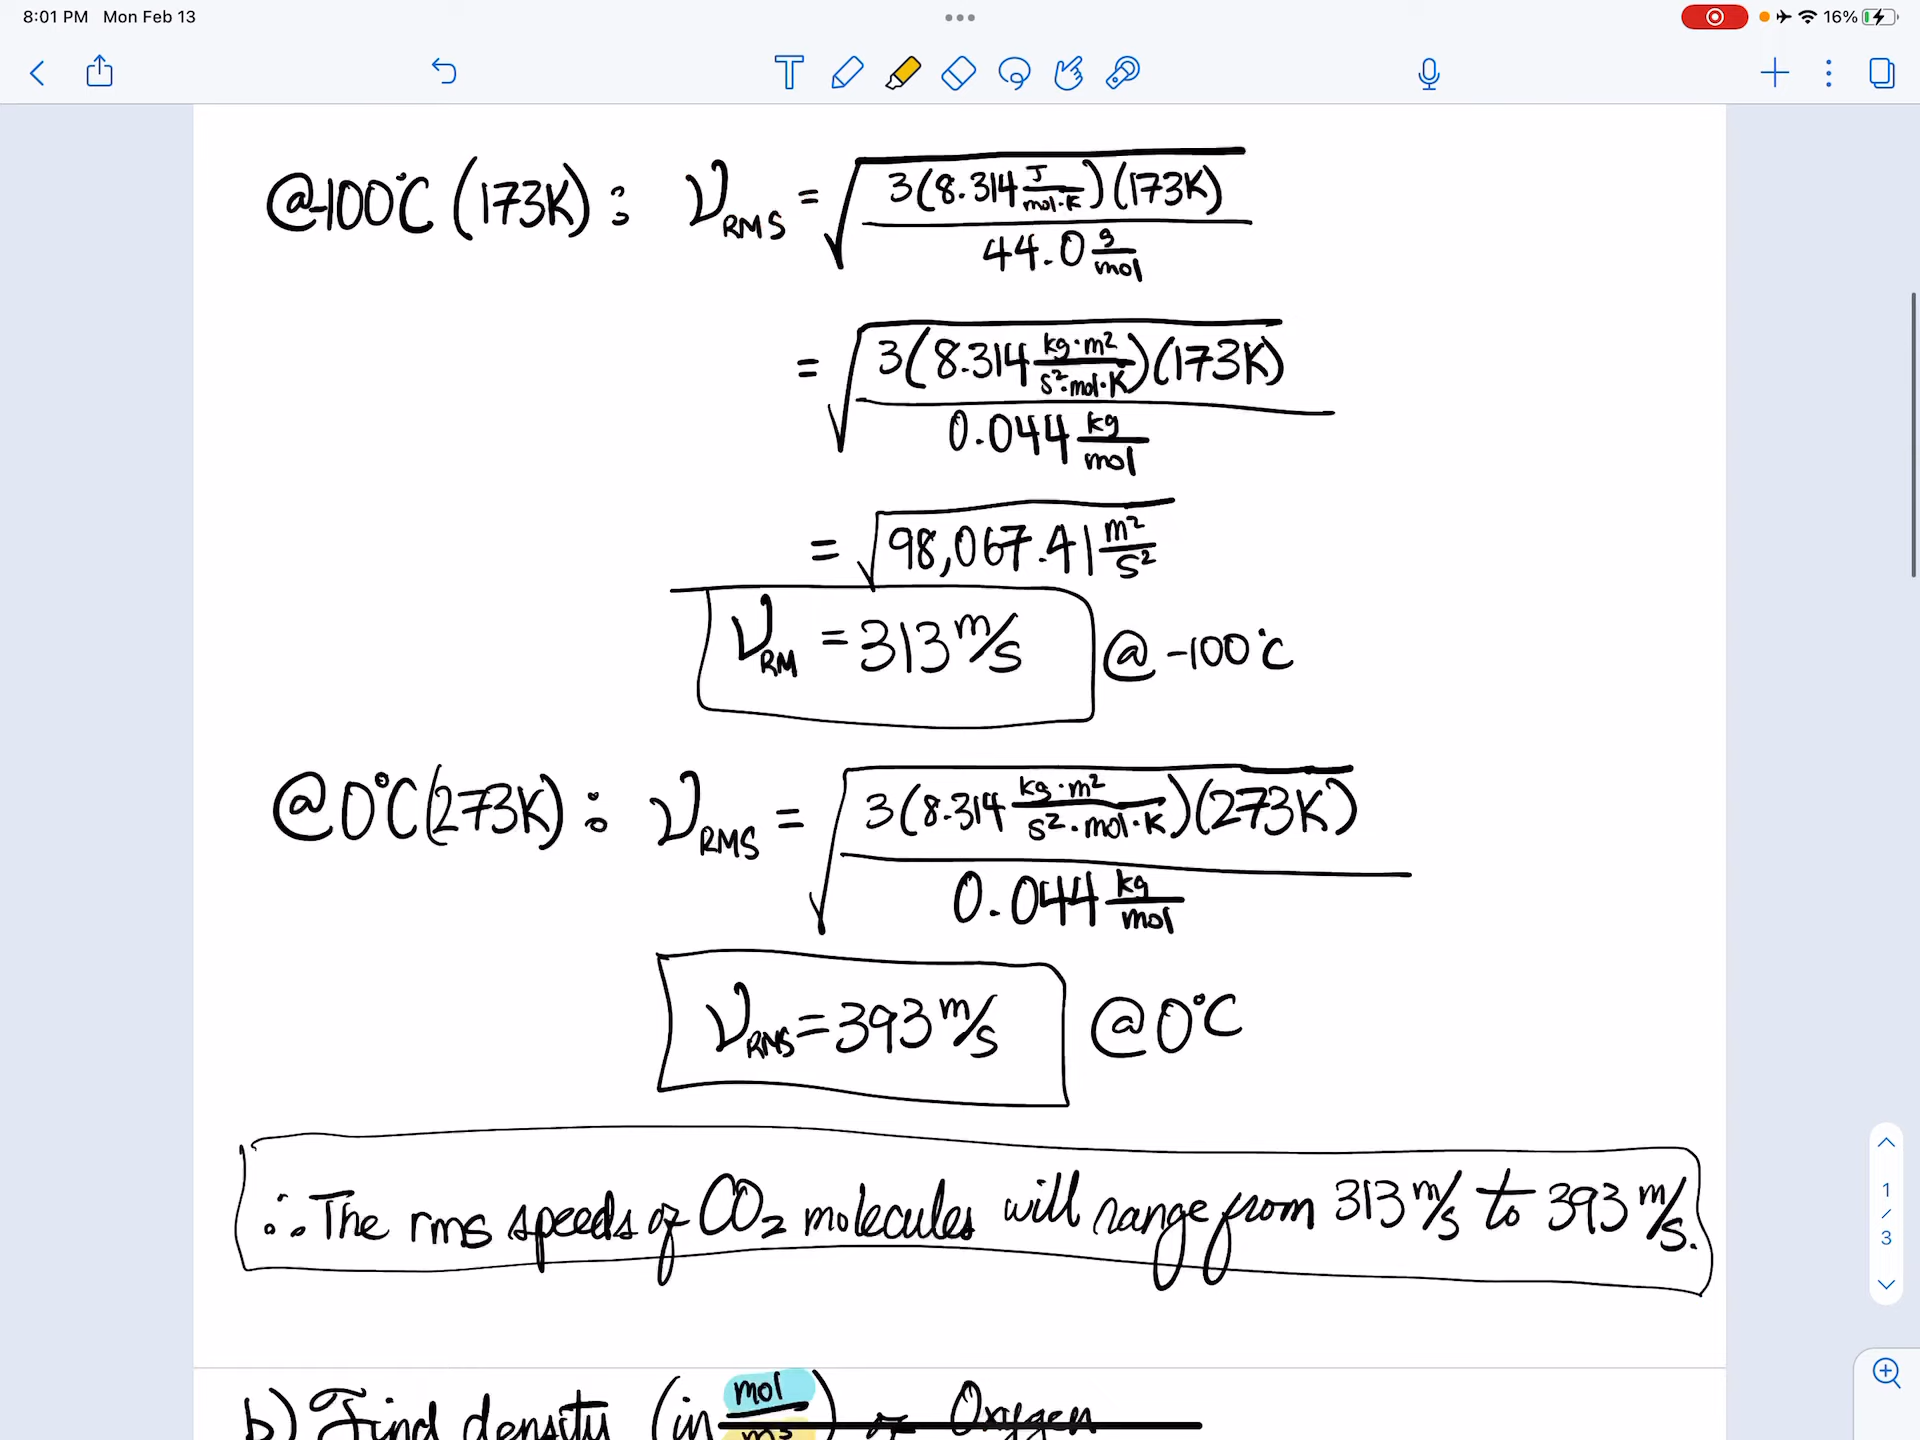 8:01 PM Mon Feb 13
16%
@-100°C (173K): V_RMS = √(3(8.314 J/mol·K)(173K) / 44.0 g/mol)
= √(3(8.314 kg·m²/s²·mol·K)(173K) / 0.044 kg/mol)
= √(98,067.41 m²/s²)
V_RM = 313 m/s @ -100°C
@0°C (273K): V_RMS = √(3(8.314 kg·m²/s²·mol·K)(273K) / 0.044 kg/mol)
V_RMS = 393 m/s @0°C
∴ The rms speeds of CO₂ molecules will range from 313 m/s to 393 m/s.
1/3
b) Find density (in mol/m³) of Oxygen